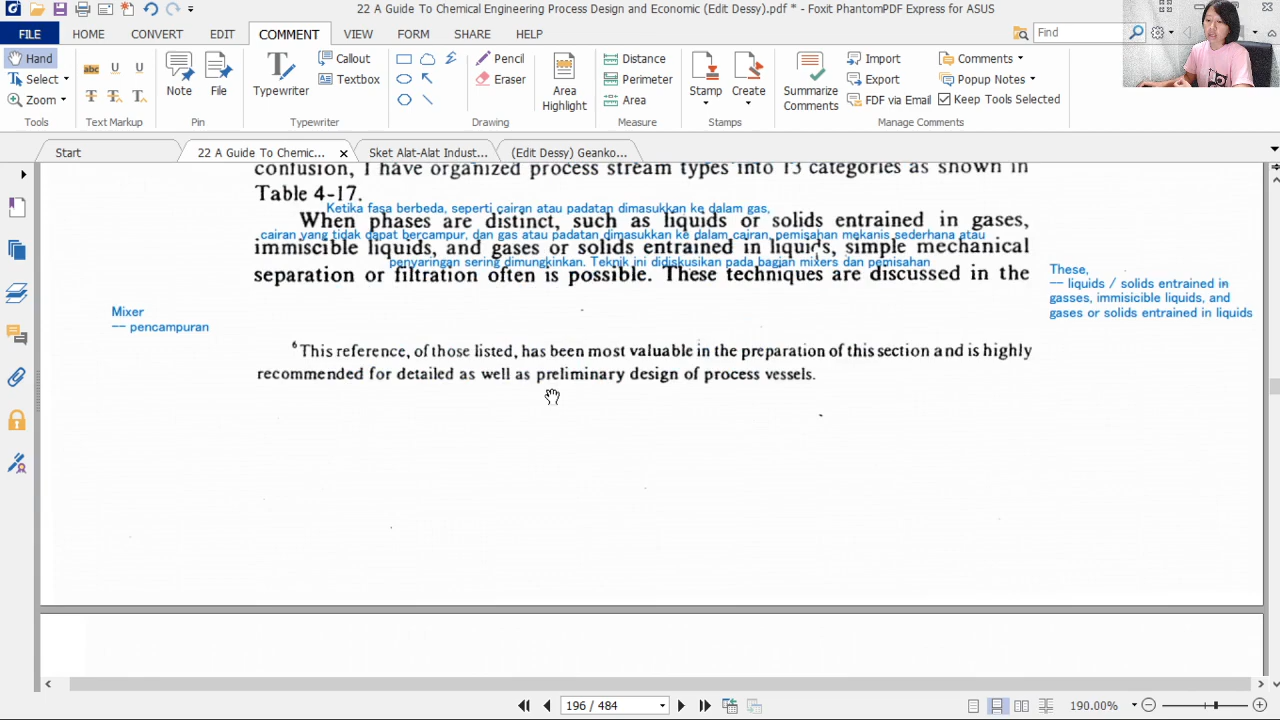 22 A Guide To Chemical Engineering Process Design and Economic (Edit Dessy).pdf * - Foxit PhantomPDF Express for ASUS
FILE HOME CONVERT EDIT COMMENT VIEW FORM SHARE HELP
Find
Hand
Select
Zoom
Tools
abc U U
T T T
Text Markup
Note
File
Pin
Typewriter
Callout
Textbox
Typewriter
Pencil
Eraser
Area Highlight
Drawing
Distance
Perimeter
Area
Measure
Stamp
Create
Stamps
Summarize Comments
Import
Export
FDF via Email
Comments
Popup Notes
Keep Tools Selected
Manage Comments
Start
22 A Guide To Chemic...
Sket Alat-Alat Indust...
(Edit Dessy) Geanko...
confusion, I have organized process stream types into 13 categories as shown in
Table 4-17.
Ketika fasa berbeda, seperti cairan atau padatan dimasukkan ke dalam gas,
When phases are distinct, such as liquids or solids entrained in gases,
cairan yang tidak dapat bercampur, dan gas atau padatan dimasukkan ke dalam cairan, pemisahan mekanis sederhana atau
immiscible liquids, and gases or solids entrained in liquids, simple mechanical
penyaringan sering dimungkinkan. Teknik ini didiskusikan pada bagian mixers dan pemisahan
separation or filtration often is possible. These techniques are discussed in the
These,
-- liquids / solids entrained in
gasses, immisicible liquids, and
gases or solids entrained in liquids
Mixer
-- pencampuran
6 This reference, of those listed, has been most valuable in the preparation of this section and is highly
recommended for detailed as well as preliminary design of process vessels.
196 / 484
190.00%